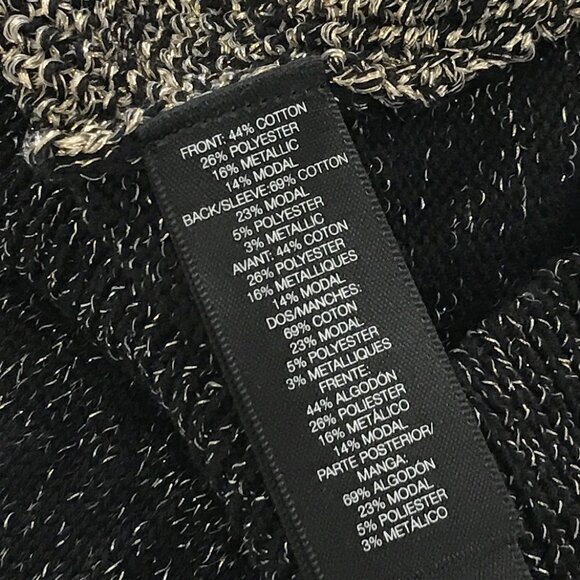 FRONT: 44% COTTON
26% POLYESTER
16% METALLIC
14% MODAL
BACK/SLEEVE:69% COTTON
23% MODAL
5% POLYESTER
3% METALLIC
AVANT: 44% COTON
26% POLYESTER
16% METALLIQUES
14% MODAL
DOS/MANCHES:
69% COTON
23% MODAL
5% POLYESTER
3% METALLIQUES
FRENTE:
44% ALGODÓN
26% POLIESTER
16% METÁLICO
14% MODAL
PARTE POSTERIOR/
MANGA:
69% ALGODÓN
23% MODAL
5% POLIESTER
3% METÁLICO